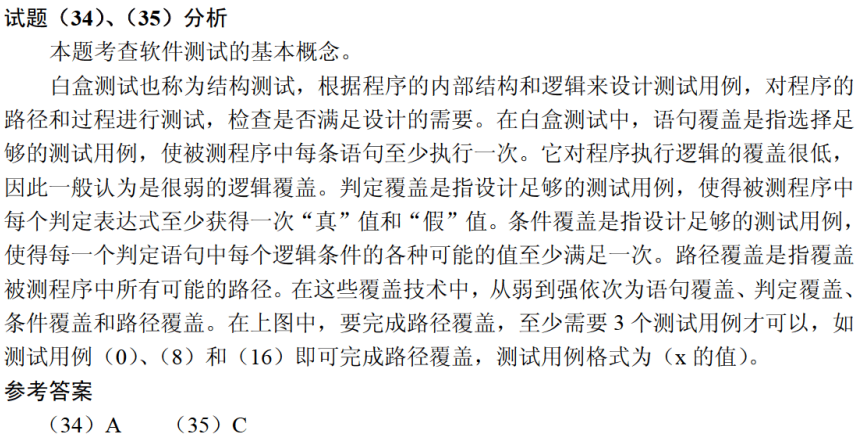 试题（34）、（35）分析
本题考查软件测试的基本概念。
白盒测试也称为结构测试，根据程序的内部结构和逻辑来设计测试用例，对程序的
路径和过程进行测试，检查是否满足设计的需要。在白盒测试中，语句覆盖是指选择足
够的测试用例，使被测程序中每条语句至少执行一次。它对程序执行逻辑的覆盖很低，
因此一般认为是很弱的逻辑覆盖。判定覆盖是指设计足够的测试用例，使得被测程序中
每个判定表达式至少获得一次“真”值和“假”值。条件覆盖是指设计足够的测试用例，
使得每一个判定语句中每个逻辑条件的各种可能的值至少满足一次。路径覆盖是指覆盖
被测程序中所有可能的路径。在这些覆盖技术中，从弱到强依次为语句覆盖、判定覆盖、
条件覆盖和路径覆盖。在上图中，要完成路径覆盖，至少需要 3 个测试用例才可以，如
测试用例（0）、（8）和（16）即可完成路径覆盖，测试用例格式为（x 的值）。
参考答案
（34）A （35）C